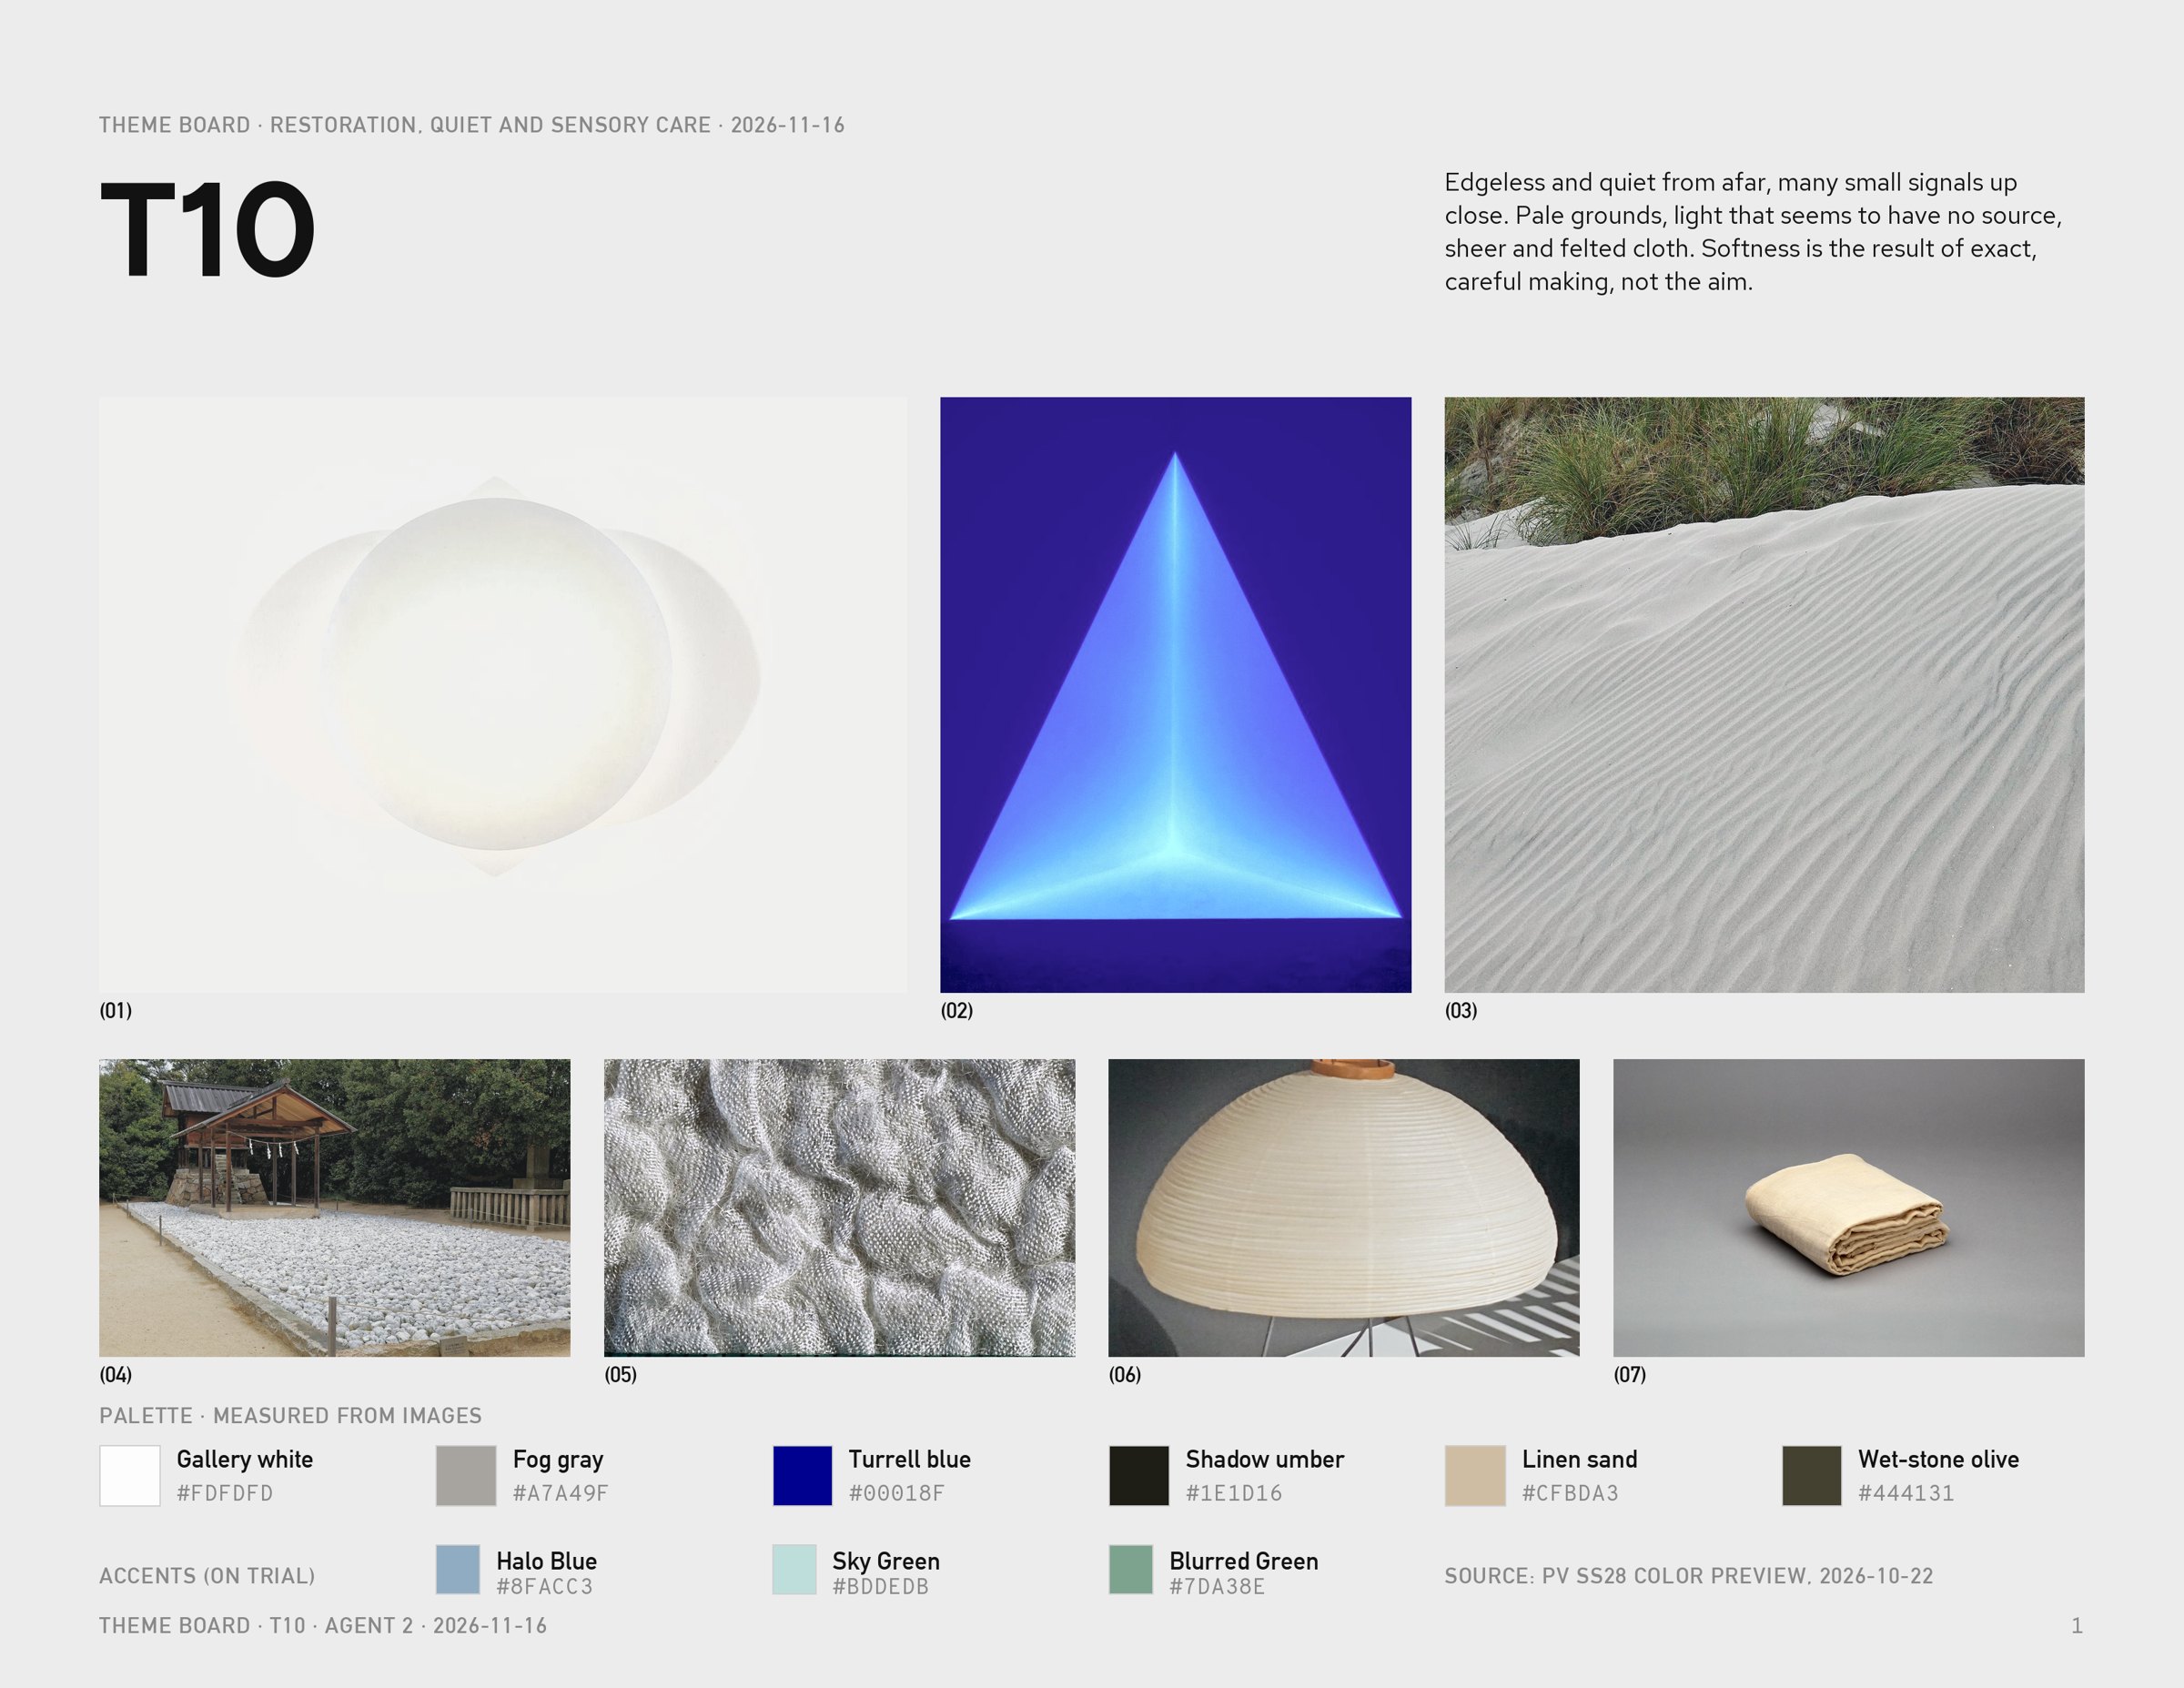 THEME BOARD · RESTORATION, QUIET AND SENSORY CARE · 2026-11-16
T10
Edgeless and quiet from afar, many small signals up
close. Pale grounds, light that seems to have no source,
sheer and felted cloth. Softness is the result of exact,
careful making, not the aim.
(01)
(02)
(03)
(04)
(05)
(06)
(07)
PALETTE · MEASURED FROM IMAGES
Gallery white
#FDFDFD
Fog gray
#A7A49F
Turrell blue
#00018F
Shadow umber
#1E1D16
Linen sand
#CFBDA3
Wet-stone olive
#444131
ACCENTS (ON TRIAL)
Halo Blue
#8FACC3
Sky Green
#BDDEDB
Blurred Green
#7DA38E
SOURCE: PV SS28 COLOR PREVIEW, 2026-10-22
THEME BOARD · T10 · AGENT 2 · 2026-11-16
1